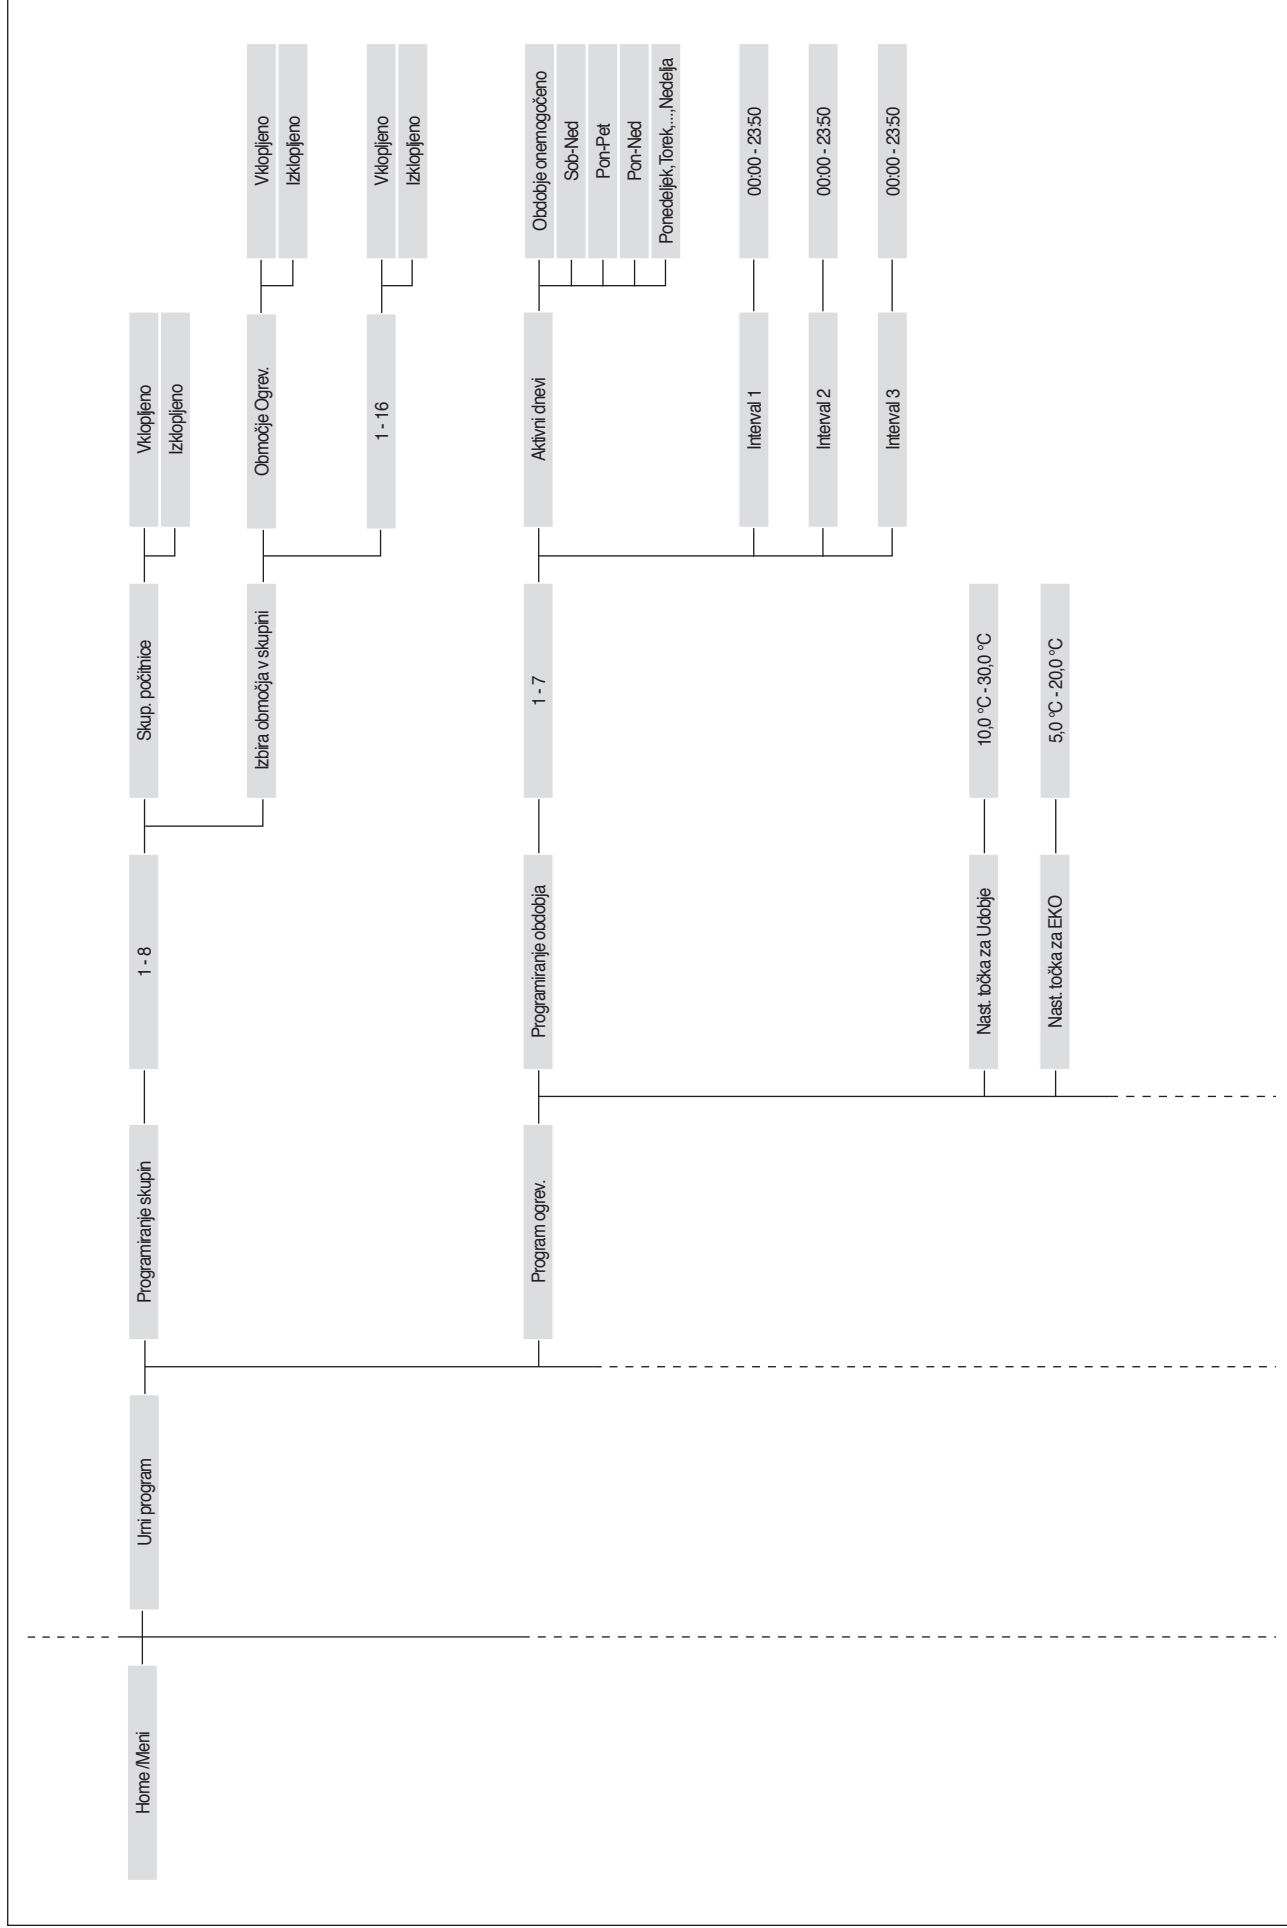 Home /Meni
Urni program
Programiranje skupin
1 - 8
Skup. počitnice
Vklopljeno
Izklopljeno
Izbira območja v skupini
Območje Ogrev.
Vklopljeno
Izklopljeno
1 - 16
Vklopljeno
Izklopljeno
Program ogrev.
Programiranje obdobja
1 - 7
Aktivni dnevi
Obdobje onemogočeno
Sob-Ned
Pon-Pet
Pon-Ned
Ponedeljek,Torek,...,Nedelja
Interval 1
00:00 - 23:50
Interval 2
00:00 - 23:50
Interval 3
00:00 - 23:50
Nast. točka za Udobje
10,0 °C - 30,0 °C
Nast. točka za EKO
5,0 °C - 20,0 °C